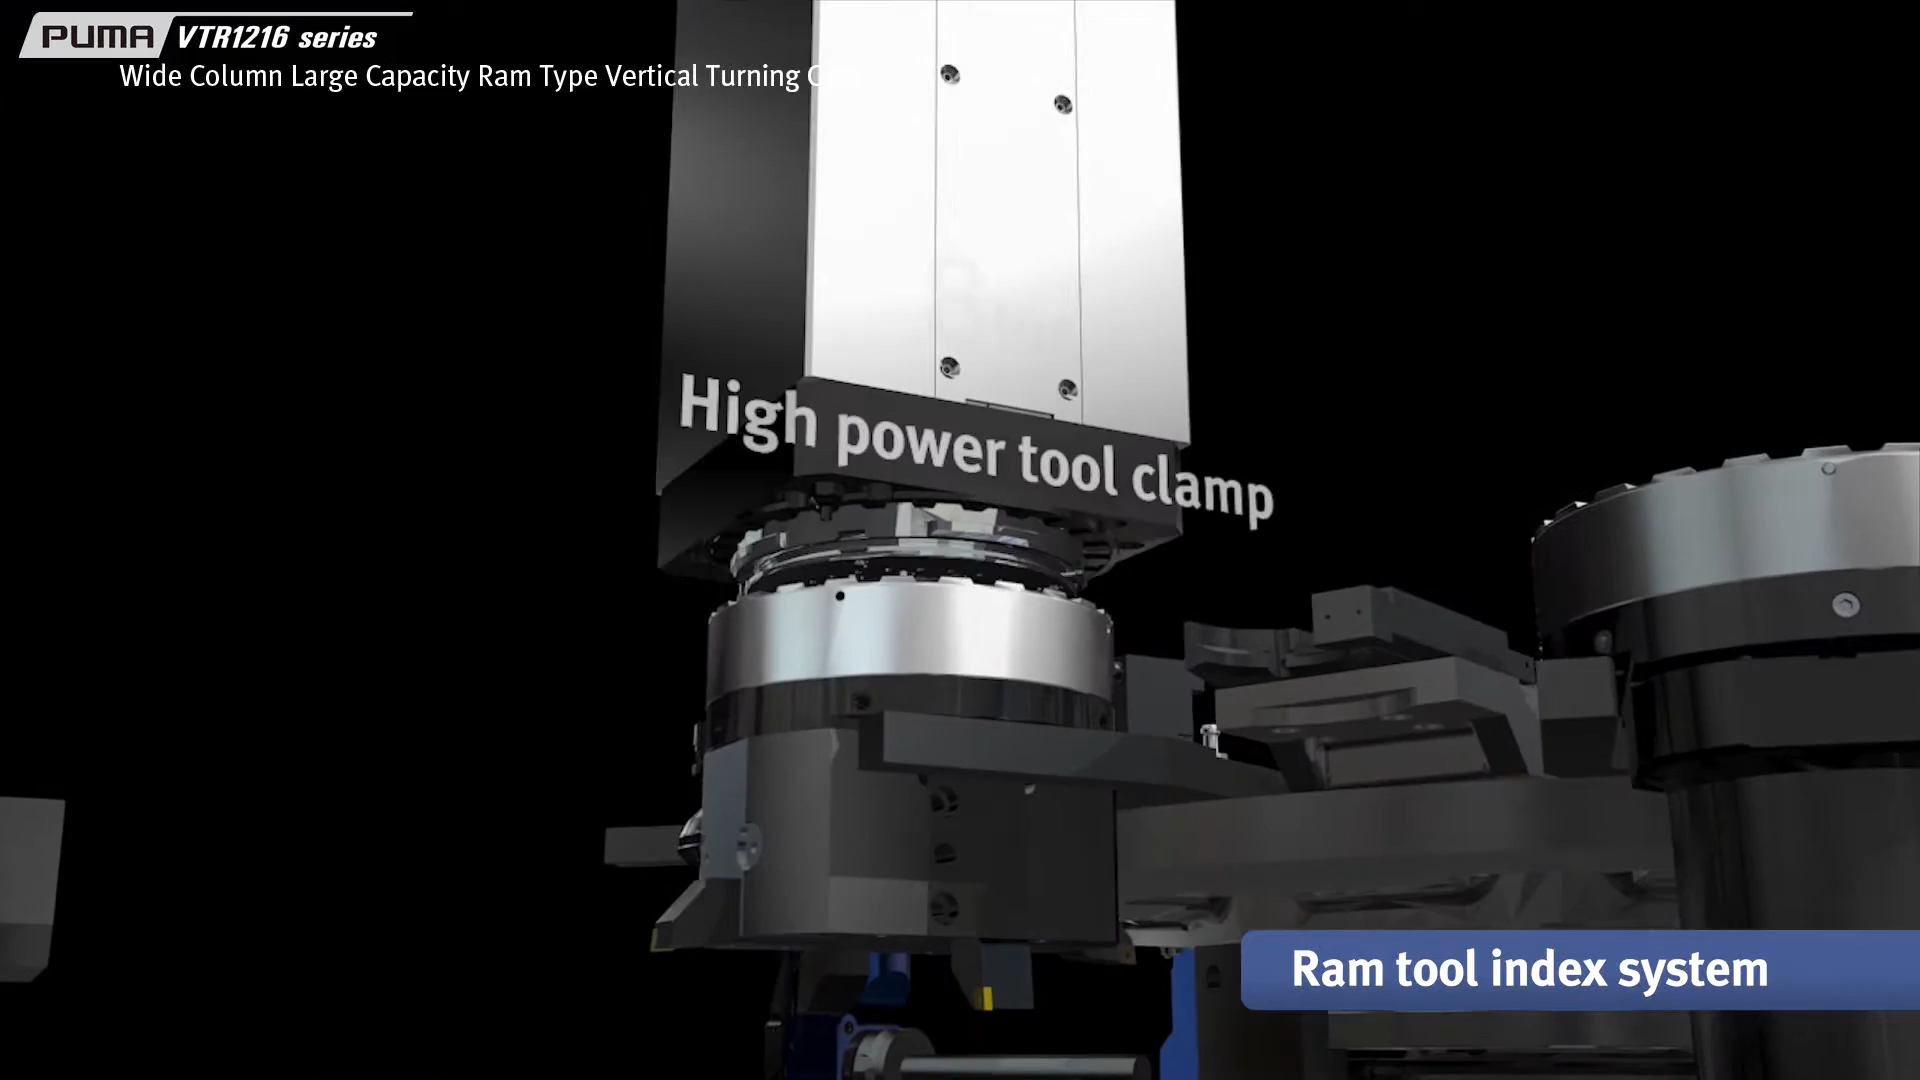 PUMA VTR1216 series
Wide Column Large Capacity Ram Type Vertical Turning
High power tool clamp
Ram tool index system